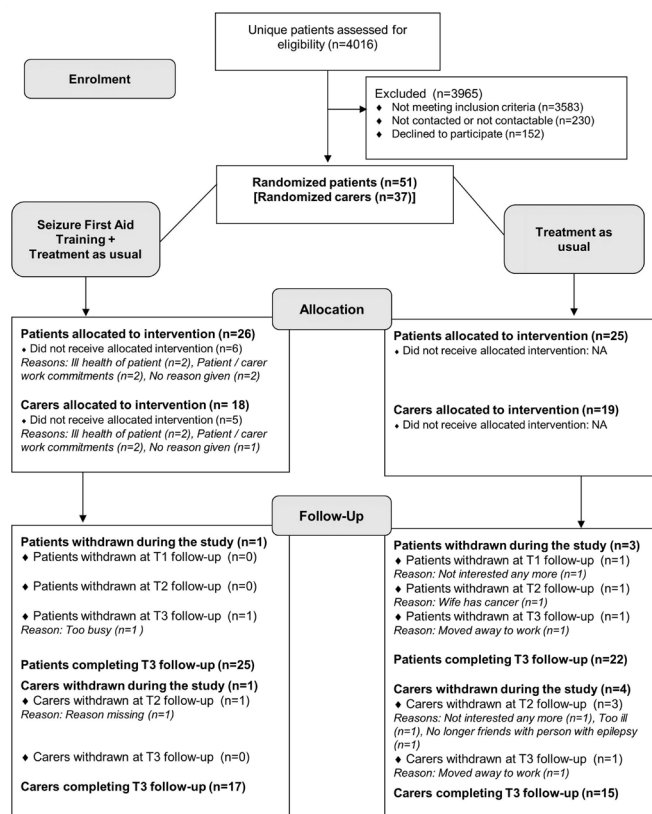 Unique patients assessed for
eligibility (n=4016)
Enrolment
Excluded (n=3965)
♦ Not meeting inclusion criteria (n=3583)
♦ Not contacted or not contactable (n=230)
♦ Declined to participate (n=152)
Randomized patients (n=51)
[Randomized carers (n=37)]
Seizure First Aid
Training +
Treatment as usual
Treatment as
usual
Allocation
Patients allocated to intervention (n=26)
♦ Did not receive allocated intervention (n=6)
Reasons: Ill health of patient (n=2), Patient / carer
work commitments (n=2), No reason given (n=2)
Carers allocated to intervention (n= 18)
♦ Did not receive allocated intervention (n=5)
Reasons: Ill health of patient (n=2), Patient / carer
work commitments (n=2), No reason given (n=1)
Patients allocated to intervention (n=25)
♦ Did not receive allocated intervention: NA
Carers allocated to intervention (n=19)
♦ Did not receive allocated intervention: NA
Follow-Up
Patients withdrawn during the study (n=1)
♦ Patients withdrawn at T1 follow-up (n=0)
♦ Patients withdrawn at T2 follow-up (n=0)
♦ Patients withdrawn at T3 follow-up (n=1)
Reason: Too busy (n=1 )
Patients completing T3 follow-up (n=25)
Carers withdrawn during the study (n=1)
♦ Carers withdrawn at T2 follow-up (n=1)
Reason: Reason missing (n=1)
♦ Carers withdrawn at T3 follow-up (n=0)
Carers completing T3 follow-up (n=17)
Patients withdrawn during the study (n=3)
♦ Patients withdrawn at T1 follow-up (n=1)
Reason: Not interested any more (n=1)
♦ Patients withdrawn at T2 follow-up (n=1)
Reason: Wife has cancer (n=1)
♦ Patients withdrawn at T3 follow-up (n=1)
Reason: Moved away to work (n=1)
Patients completing T3 follow-up (n=22)
Carers withdrawn during the study (n=4)
♦ Carers withdrawn at T2 follow-up (n=3)
Reasons: Not interested any more (n=1), Too ill
(n=1), No longer friends with person with epilepsy
(n=1)
♦ Carers withdrawn at T3 follow-up (n=1)
Reason: Moved away to work (n=1)
Carers completing T3 follow-up (n=15)